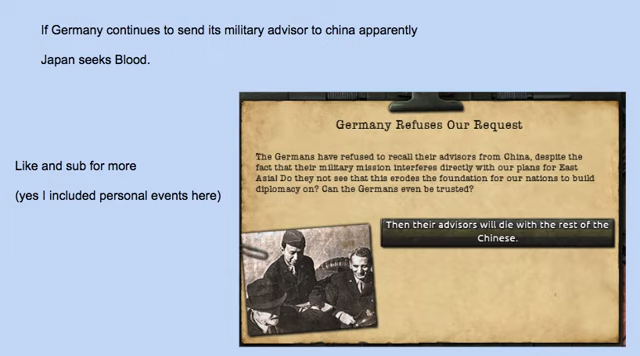 If Germany continues to send its military advisor to china apparently
Japan seeks Blood.
Like and sub for more
(yes I included personal events here)
Germany Refuses Our Request
The Germans have refused to recall their advisors from China, despite the
fact that their military mission interferes directly with our plans for East
Asia! Do they not see that this erodes the foundation for our nations to build
diplomacy on? Can the Germans even be trusted?
Then their advisors will die with the rest of the
Chinese.